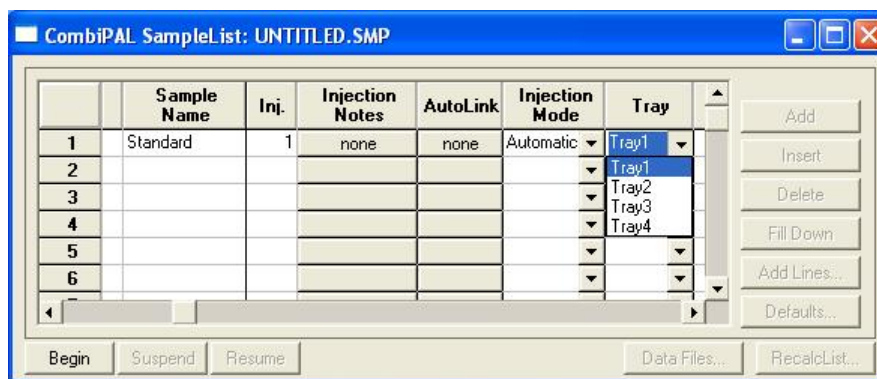 CombiPAL SampleList: UNTITLED.SMP
Sample Name Inj. Injection Notes AutoLink Injection Mode Tray
1 Standard 1 none none Automatic Tray1
2 Tray1
3 Tray2
Tray3
4 Tray4
5
6
Add
Insert
Delete
Fill Down
Add Lines...
Defaults...
Begin Suspend Resume Data Files... RecalcList...